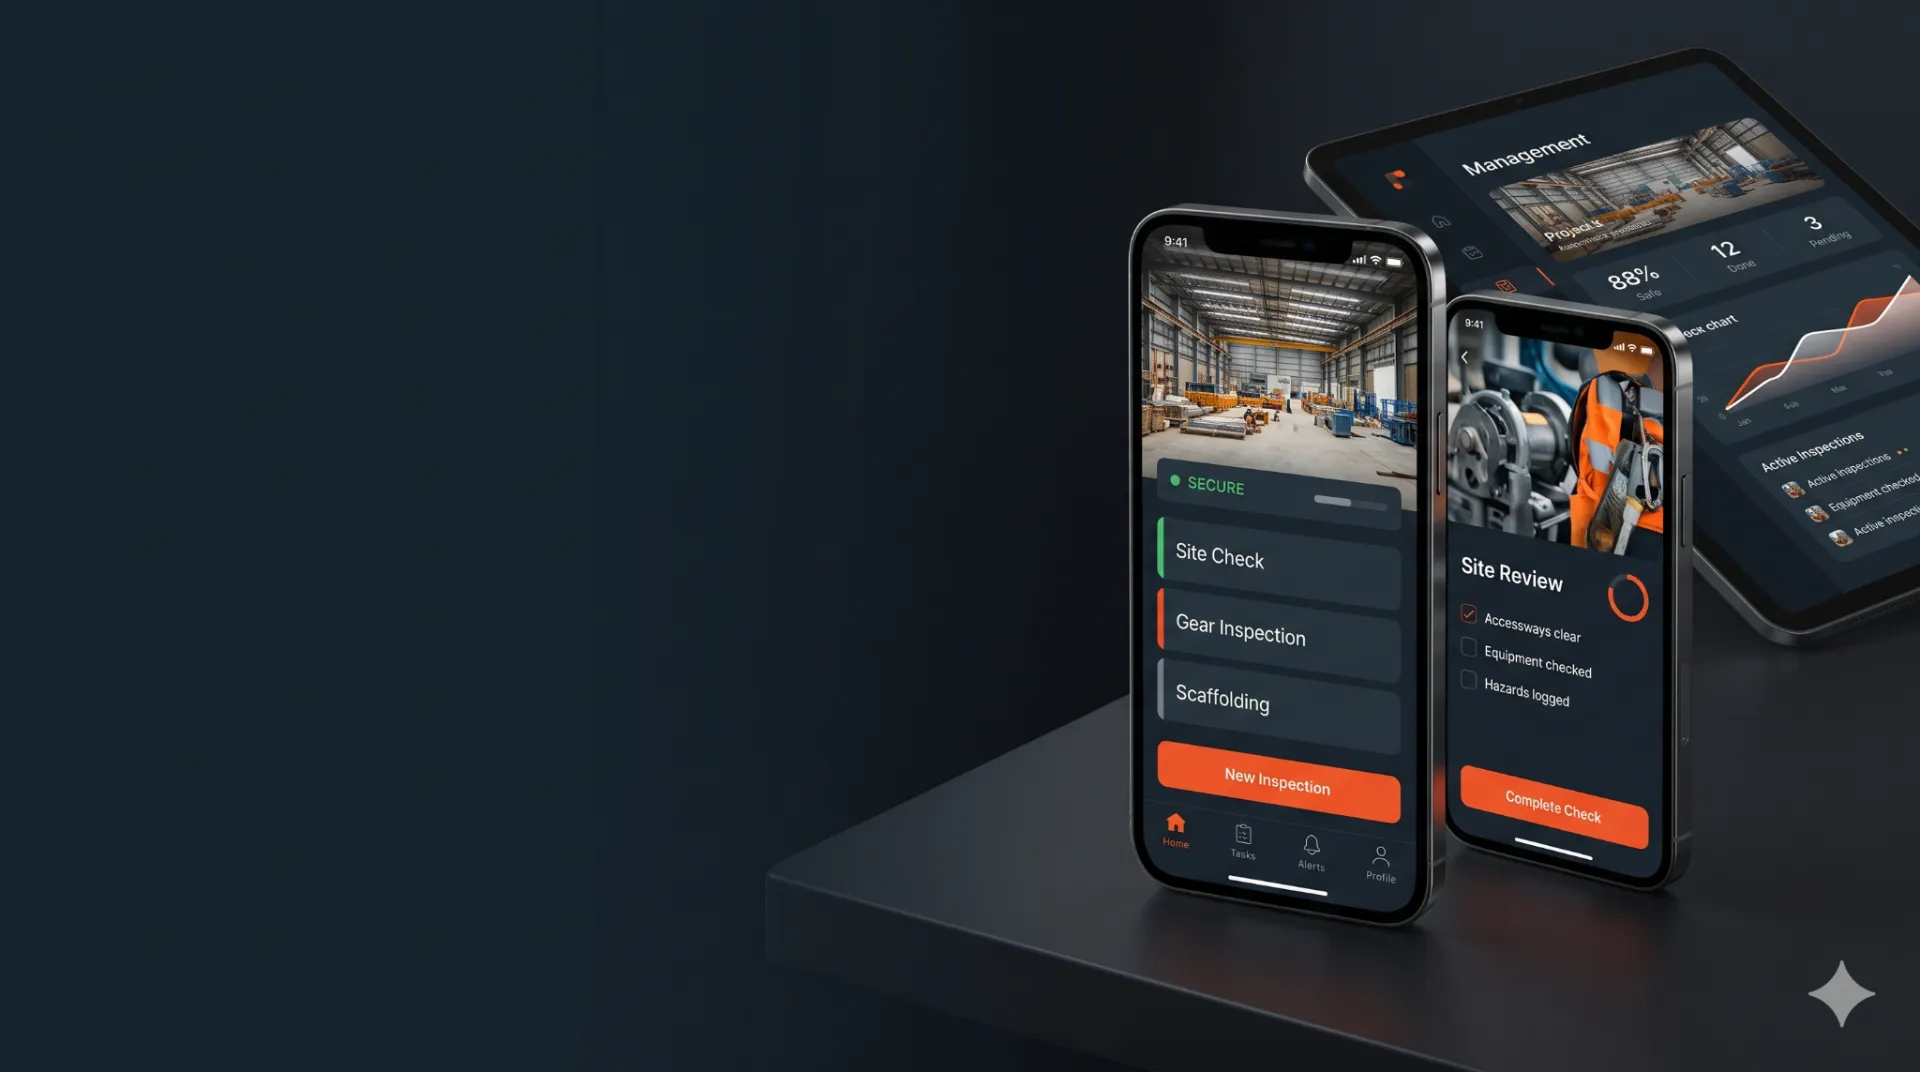 9:41
SECURE
Site Check
Gear Inspection
Scaffolding
New Inspection
Home
Tasks
Alerts
Profile
9:41
Site Review
Accessways clear
Equipment checked
Hazards logged
Complete Check
Management
88%
Safe
12
Done
3
Pending
chart
Jan
Active Inspections
Active inspections
Equipment checked
Active